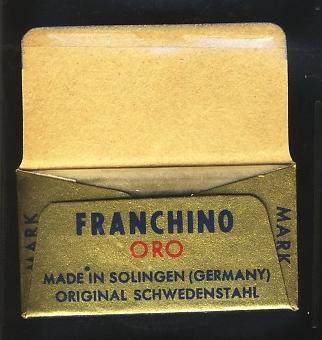 FRANCHINO
ORO
MADE IN SOLINGEN (GERMANY)
ORIGINAL SCHWEDENSTAHL
MARK
MARK